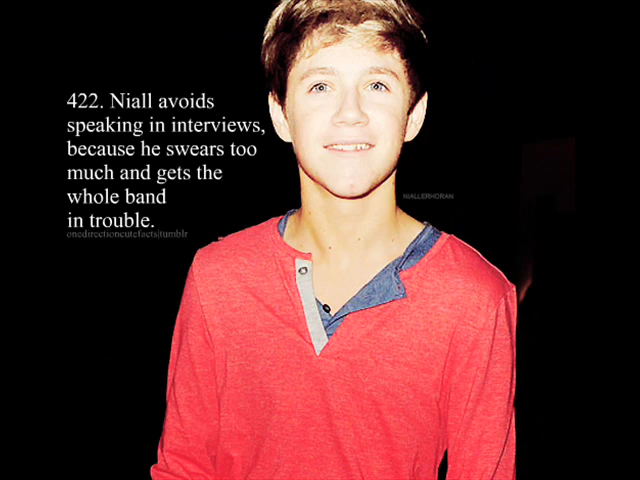 422. Niall avoids
speaking in interviews,
because he swears too
much and gets the
whole band
in trouble.
onedirectioncutefacts|tumblr
NIALLERHORAN